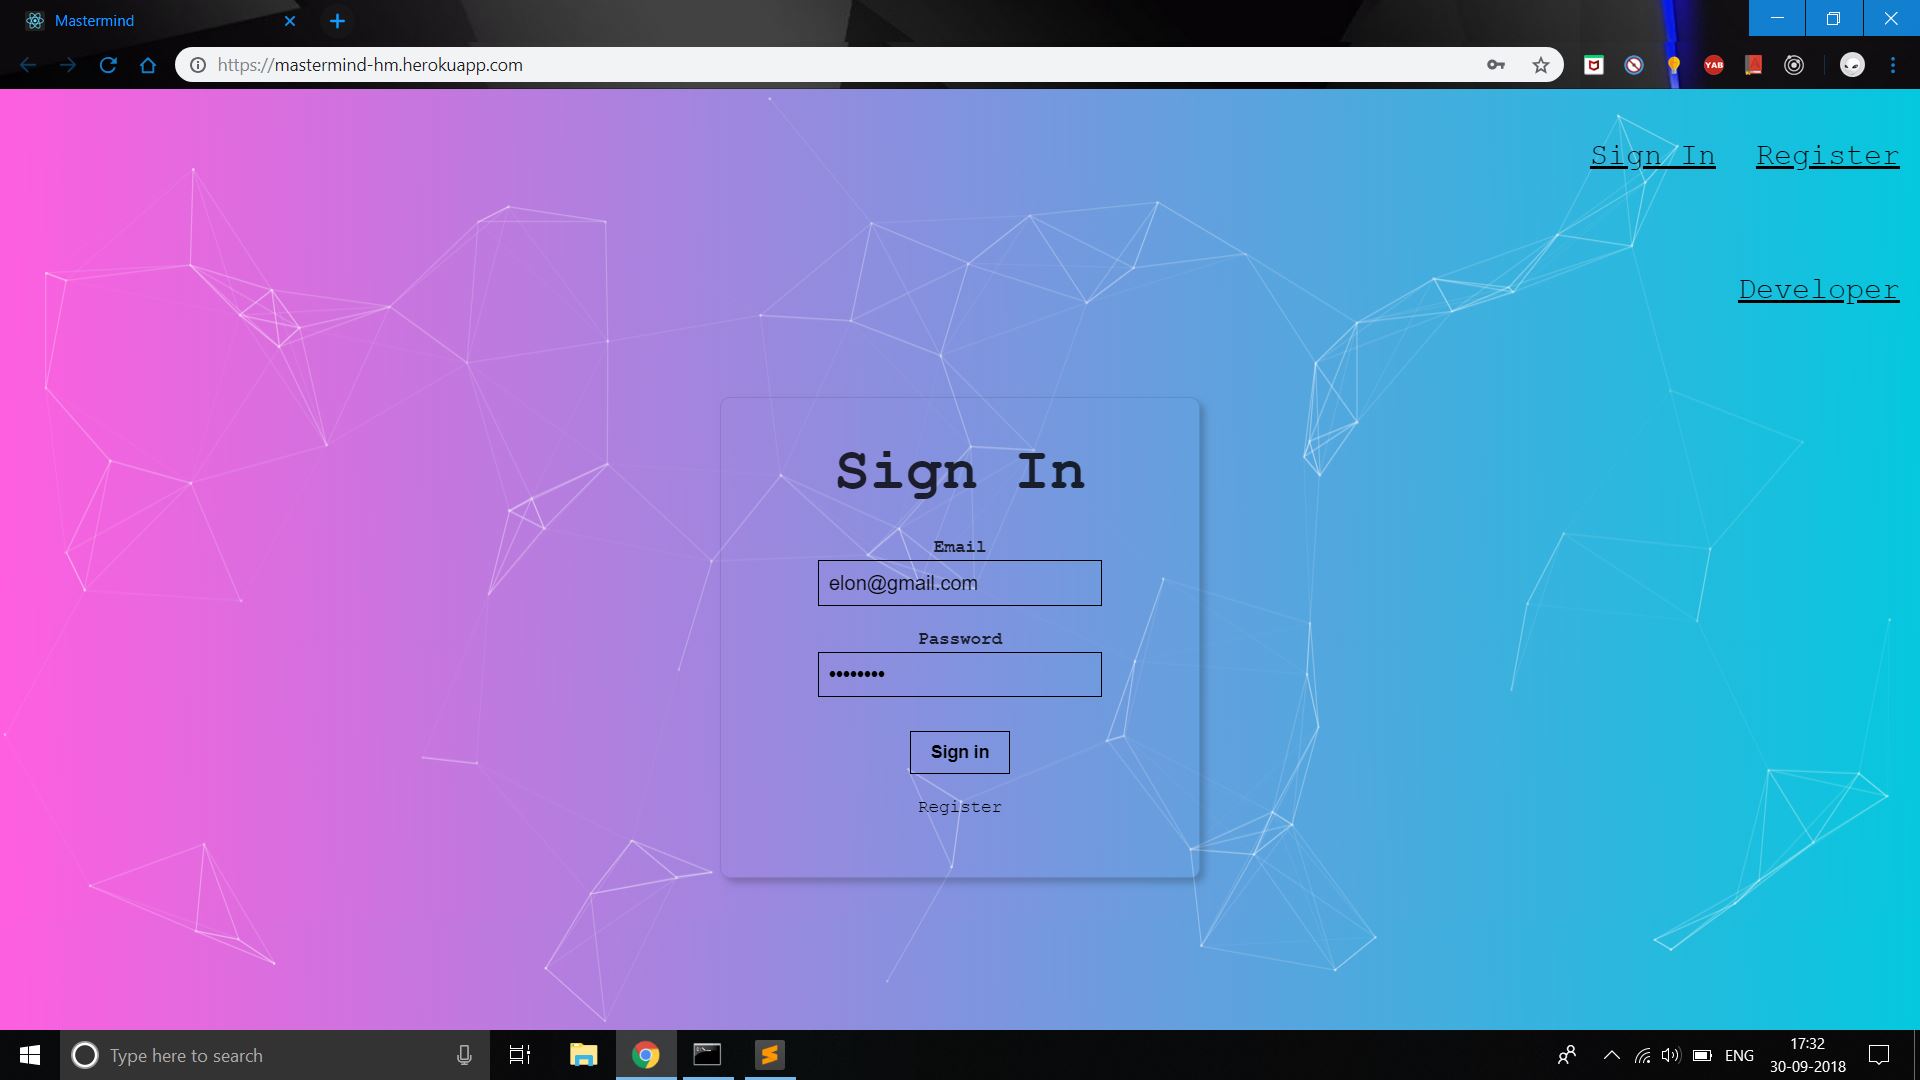 Mastermind
https://mastermind-hm.herokuapp.com
YAB
Sign In Register
Developer
Sign In
Email
elon@gmail.com
Password
••••••••
Sign in
Register
Type here to search
ENG
17:32
30-09-2018